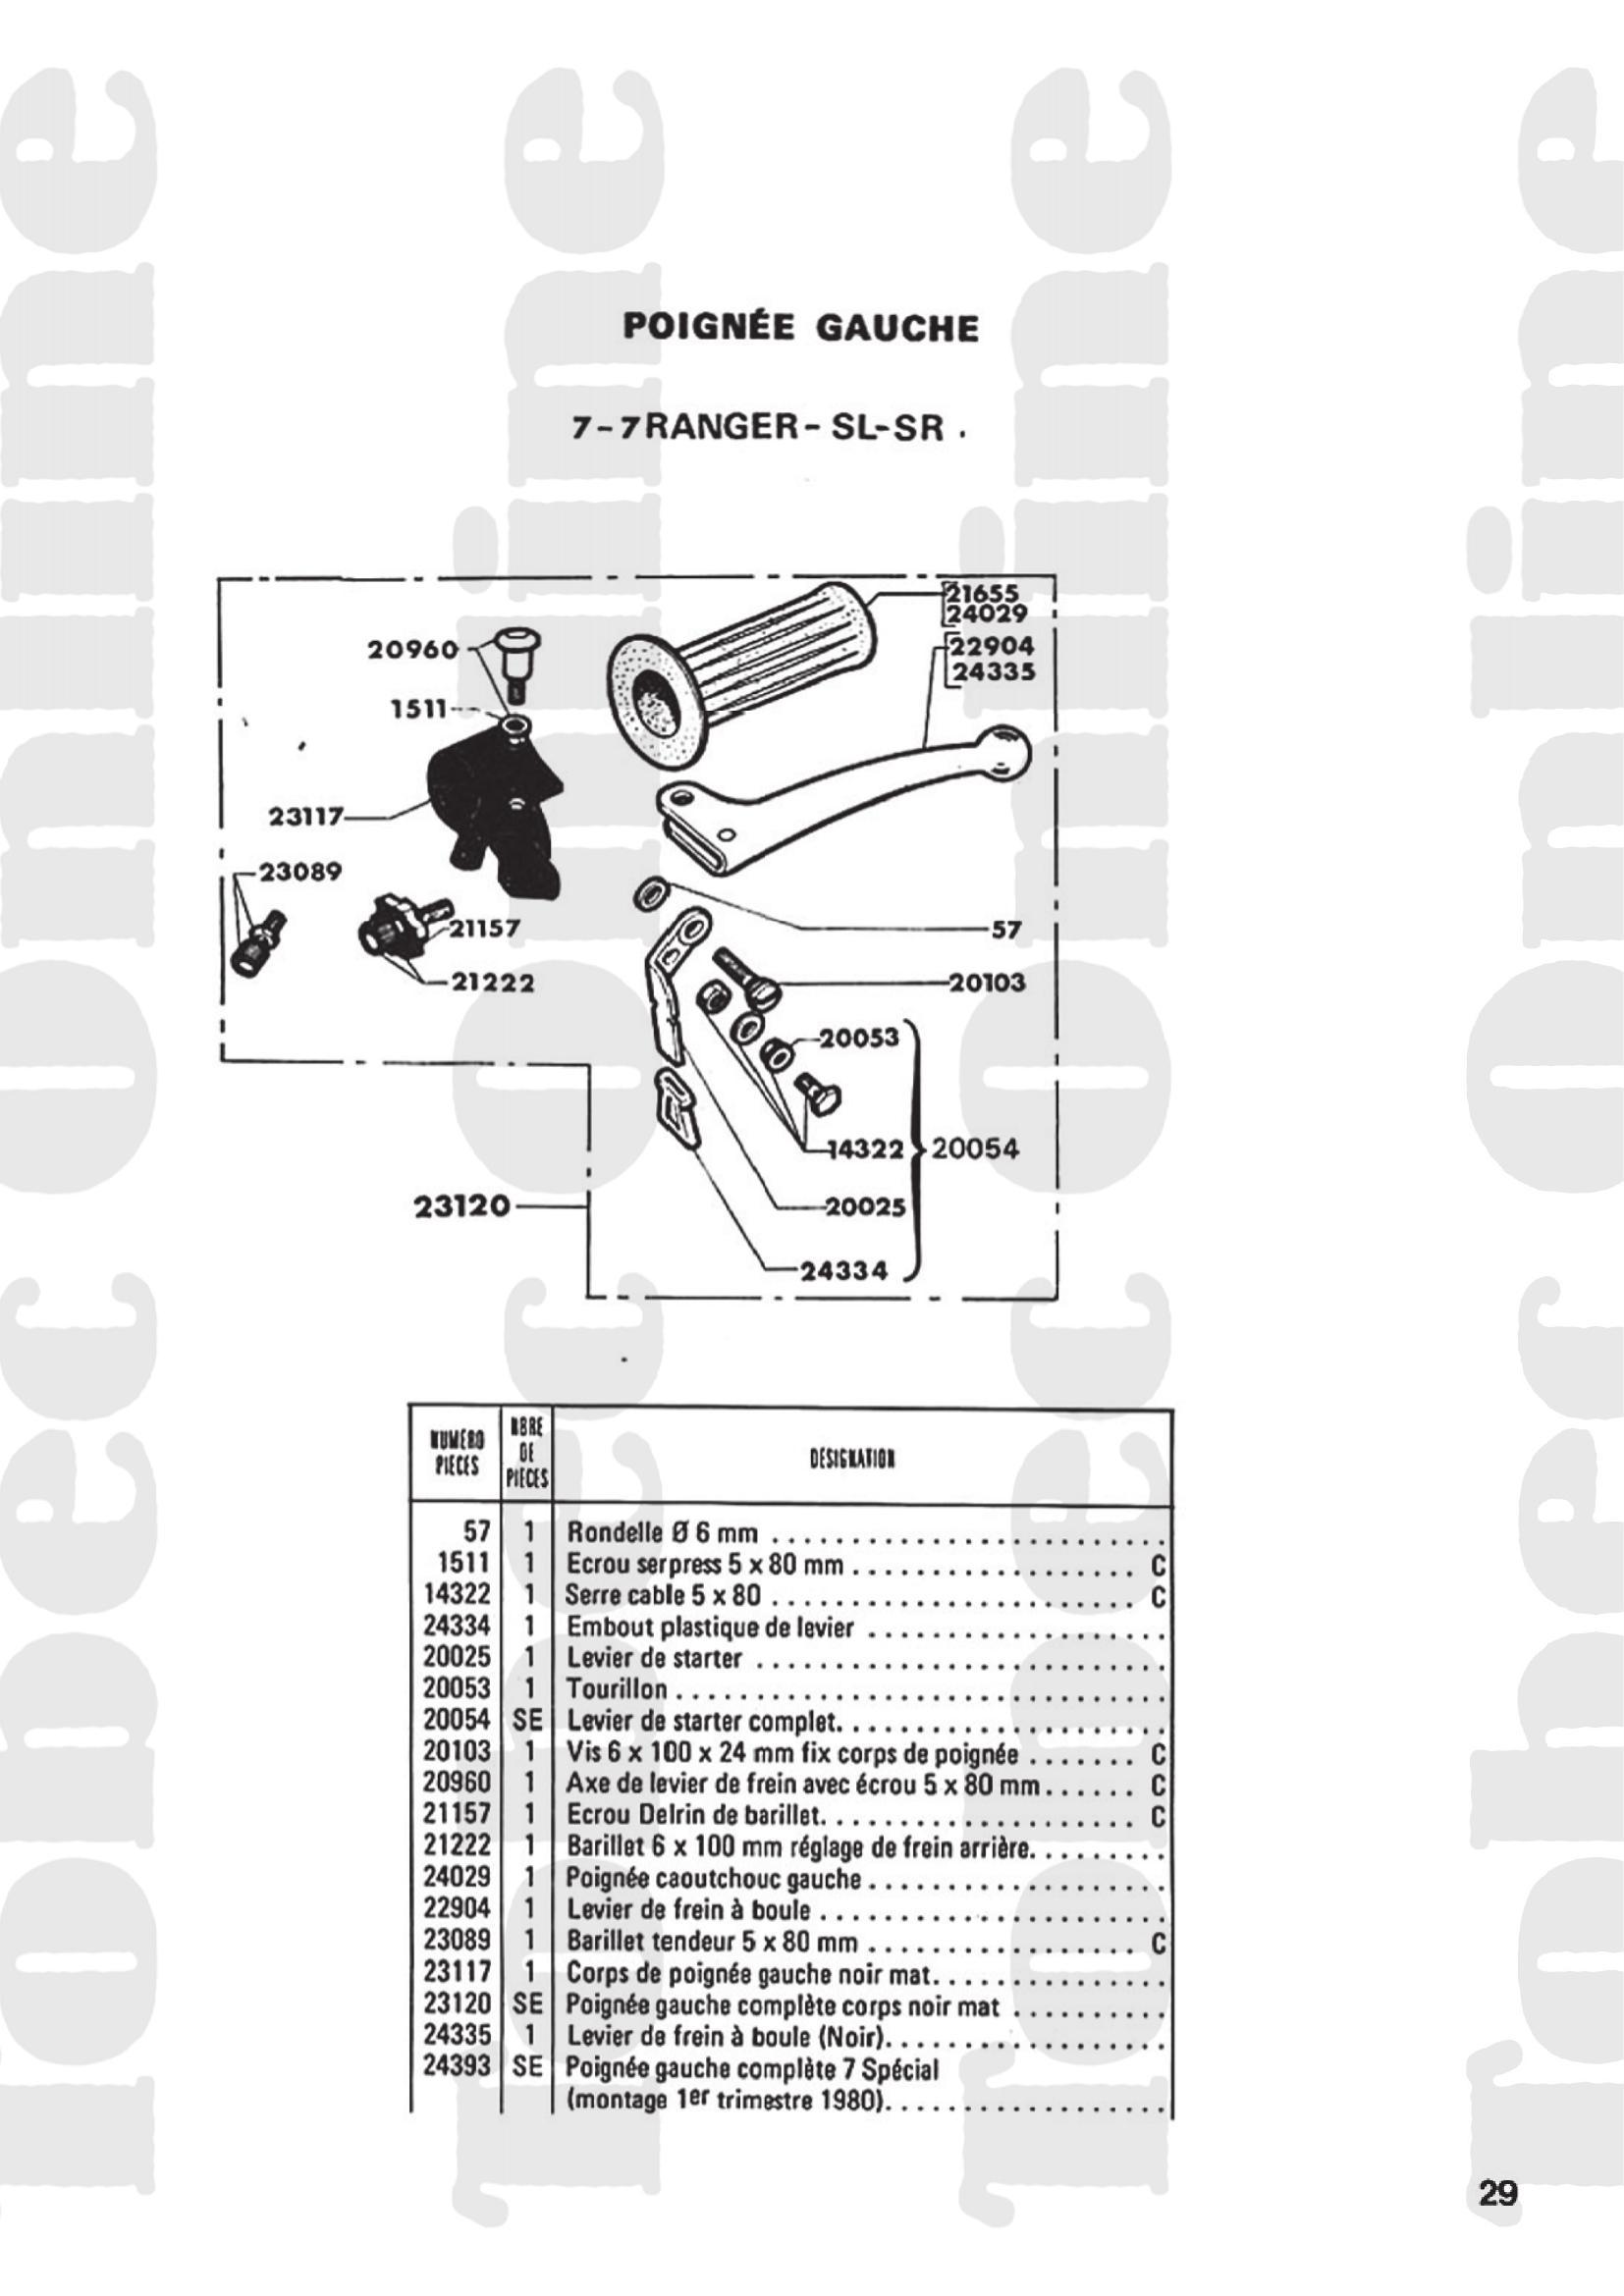 POIGNÉE GAUCHE
7-7RANGER-SL-SR.
21655
24029
22904
24335
20960
1511
23117
23089
21157
21222
57
20103
20053
14322
20054
20025
23120
24334
NUMÉRO PIÈCES NBRE DE PIÈCES DÉSIGNATION
57 1 Rondelle Ø 6 mm
1511 1 Ecrou serpress 5 x 80 mm C
14322 1 Serre cable 5 x 80 C
24334 1 Embout plastique de levier
20025 1 Levier de starter
20053 1 Tourillon
20054 SE Levier de starter complet
20103 1 Vis 6 x 100 x 24 mm fix corps de poignée C
20960 1 Axe de levier de frein avec écrou 5 x 80 mm C
21157 1 Ecrou Delrin de barillet C
21222 1 Barillet 6 x 100 mm réglage de frein arrière
24029 1 Poignée caoutchouc gauche
22904 1 Levier de frein à boule
23089 1 Barillet tendeur 5 x 80 mm C
23117 1 Corps de poignée gauche noir mat
23120 SE Poignée gauche complète corps noir mat
24335 1 Levier de frein à boule (Noir)
24393 SE Poignée gauche complète 7 Spécial
(montage 1er trimestre 1980)
29